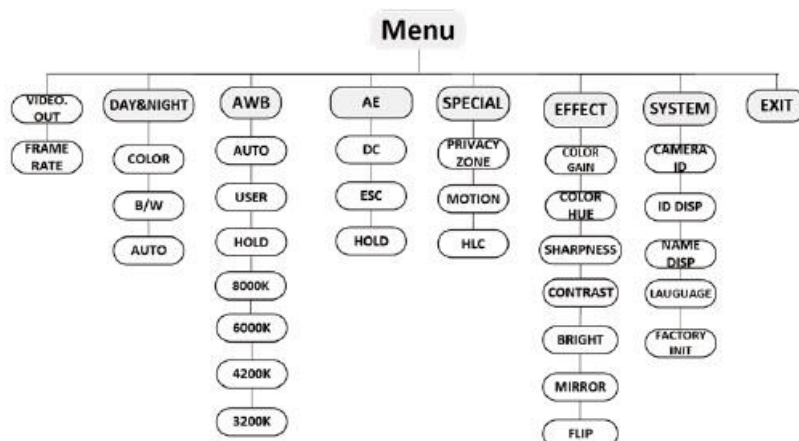 Menu
VIDEO.
OUT
FRAME
RATE
DAY&NIGHT
COLOR
B/W
AUTO
AWB
AUTO
USER
HOLD
8000K
6000K
4200K
3200K
AE
DC
ESC
HOLD
SPECIAL
PRIVACY
ZONE
MOTION
HLC
EFFECT
COLOR
GAIN
COLOR
HUE
SHARPNESS
CONTRAST
BRIGHT
MIRROR
FLIP
SYSTEM
CAMERA
ID
ID DISP
NAME
DISP
LAUGUAGE
FACTORY
INIT
EXIT